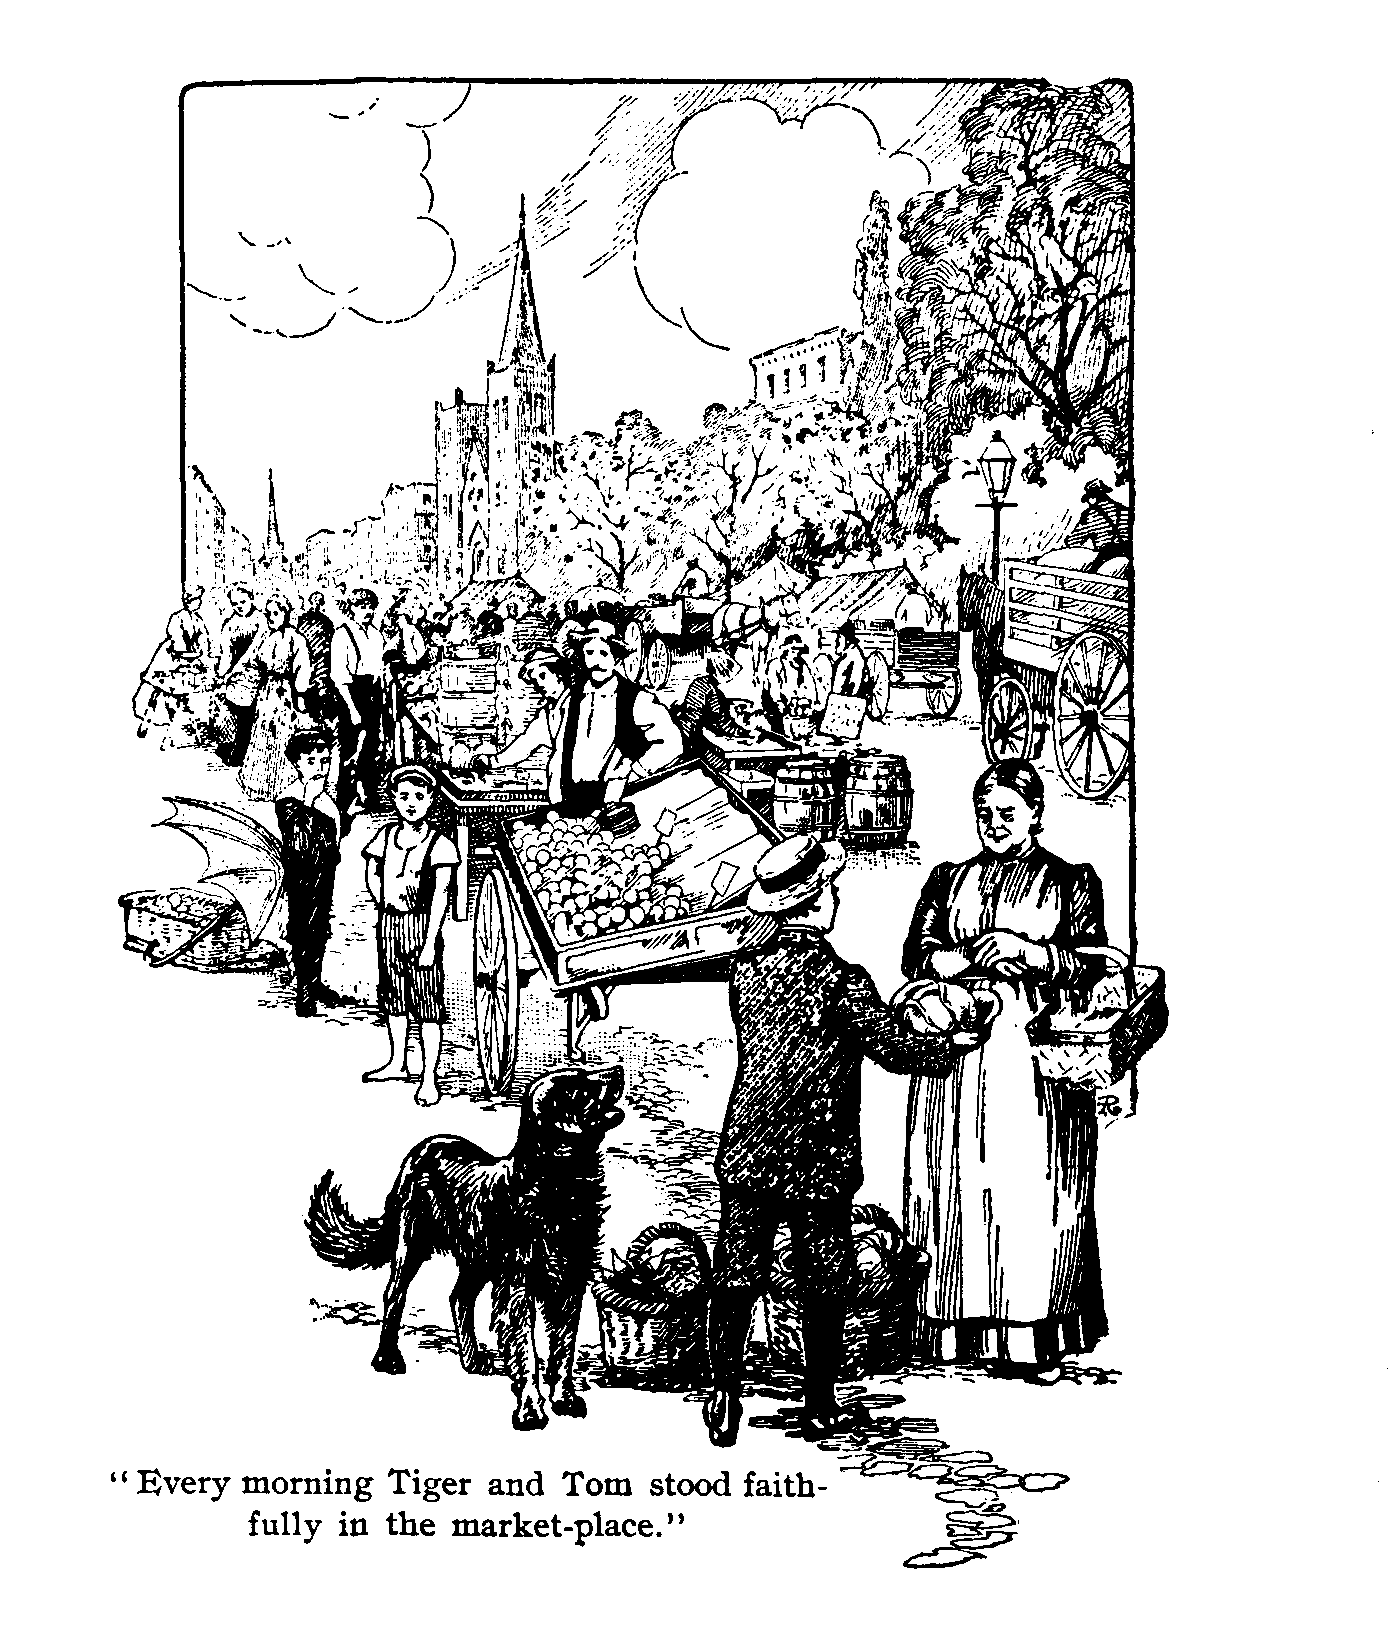 “Every morning Tiger and Tom stood faith-
fully in the market-place.”